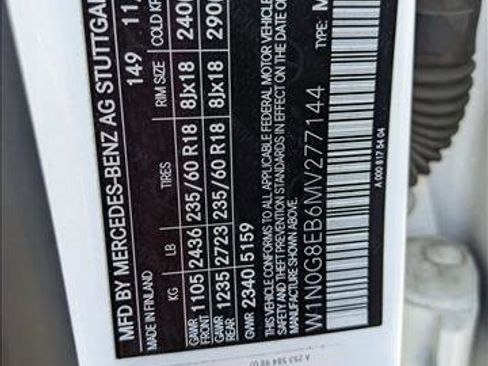 MFD BY MERCEDES-BENZ AG STUTTGA
MADE IN FINLAND 149 11
KG LB TIRES RIM SIZE COLD
GAWR FRONT 1105 2436 235/60 R18 8Jx18 240
GAWR REAR 1235 2723 235/60 R18 8Jx18 290
GVWR 2340 5159
THIS VEHICLE CONFORMS TO ALL APPLICABLE FEDERAL MOTOR VEHICLE
SAFETY AND THEFT PREVENTION STANDARDS IN EFFECT ON THE DATE O
MANUFACTURE SHOWN ABOVE.
W1N0G8EB6MV277144 TYPE:
A 000 817 54 04
A 253 584